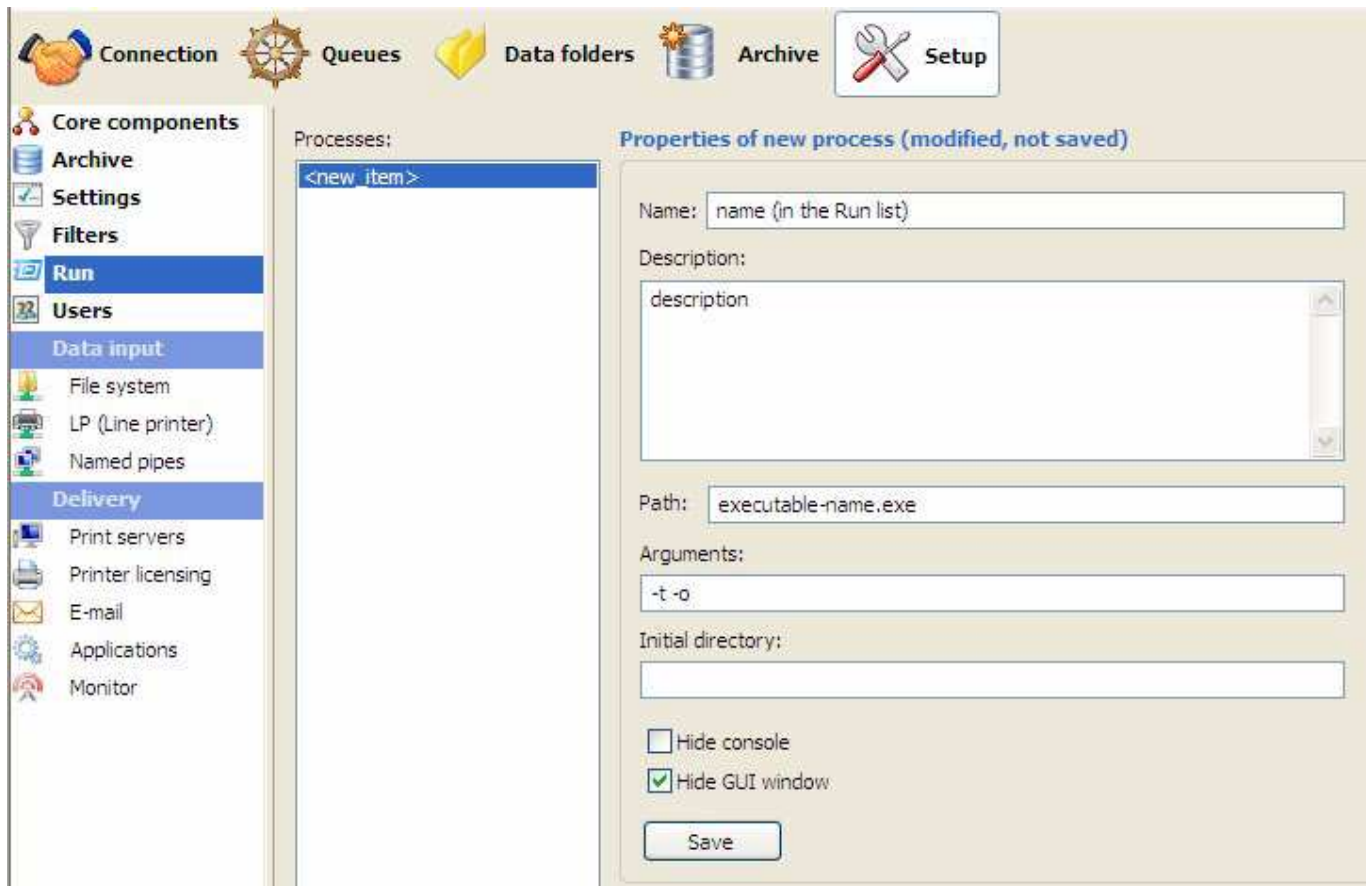 Connection Queues Data folders Archive Setup
Core components
Archive
Settings
Filters
Run
Users
Data input
File system
LP (Line printer)
Named pipes
Delivery
Print servers
Printer licensing
E-mail
Applications
Monitor
Processes:
<new_item>
Properties of new process (modified, not saved)
Name: name (in the Run list)
Description:
description
Path: executable-name.exe
Arguments:
-t -o
Initial directory:
Hide console
Hide GUI window
Save